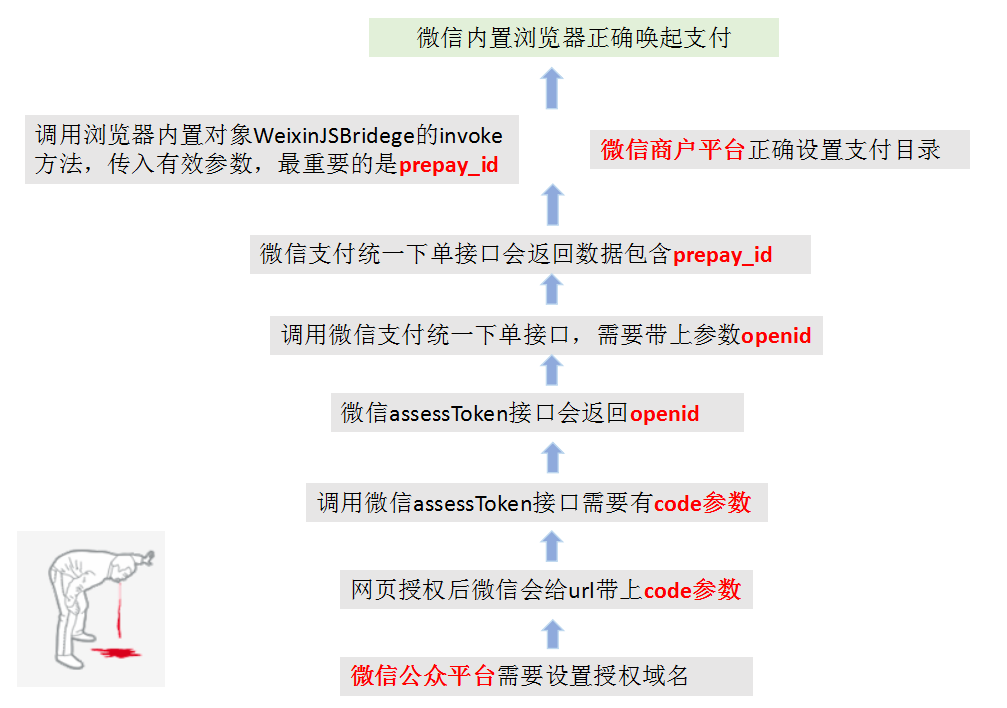 微信内置浏览器正确唤起支付
调用浏览器内置对象WeixinJSBridege的invoke
方法，传入有效参数，最重要的是prepay_id
微信商户平台正确设置支付目录
微信支付统一下单接口会返回数据包含prepay_id
调用微信支付统一下单接口，需要带上参数openid
微信assessToken接口会返回openid
调用微信assessToken接口需要有code参数
网页授权后微信会给url带上code参数
微信公众平台需要设置授权域名